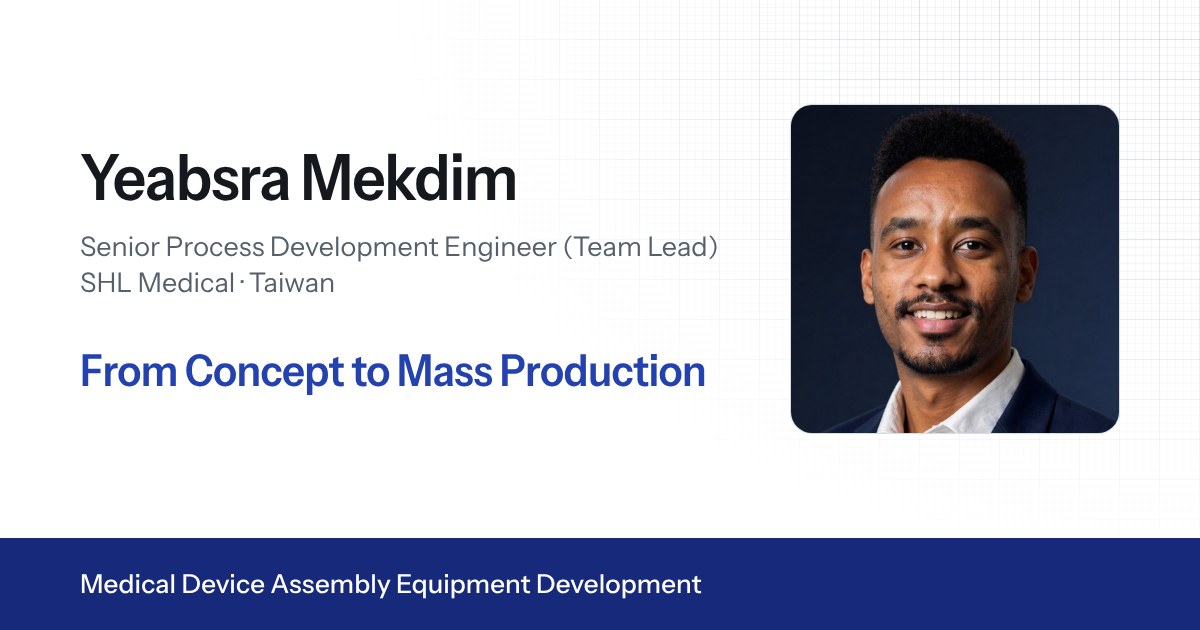 Yeabsra Mekdim
Senior Process Development Engineer (Team Lead)
SHL Medical · Taiwan
From Concept to Mass Production
Medical Device Assembly Equipment Development